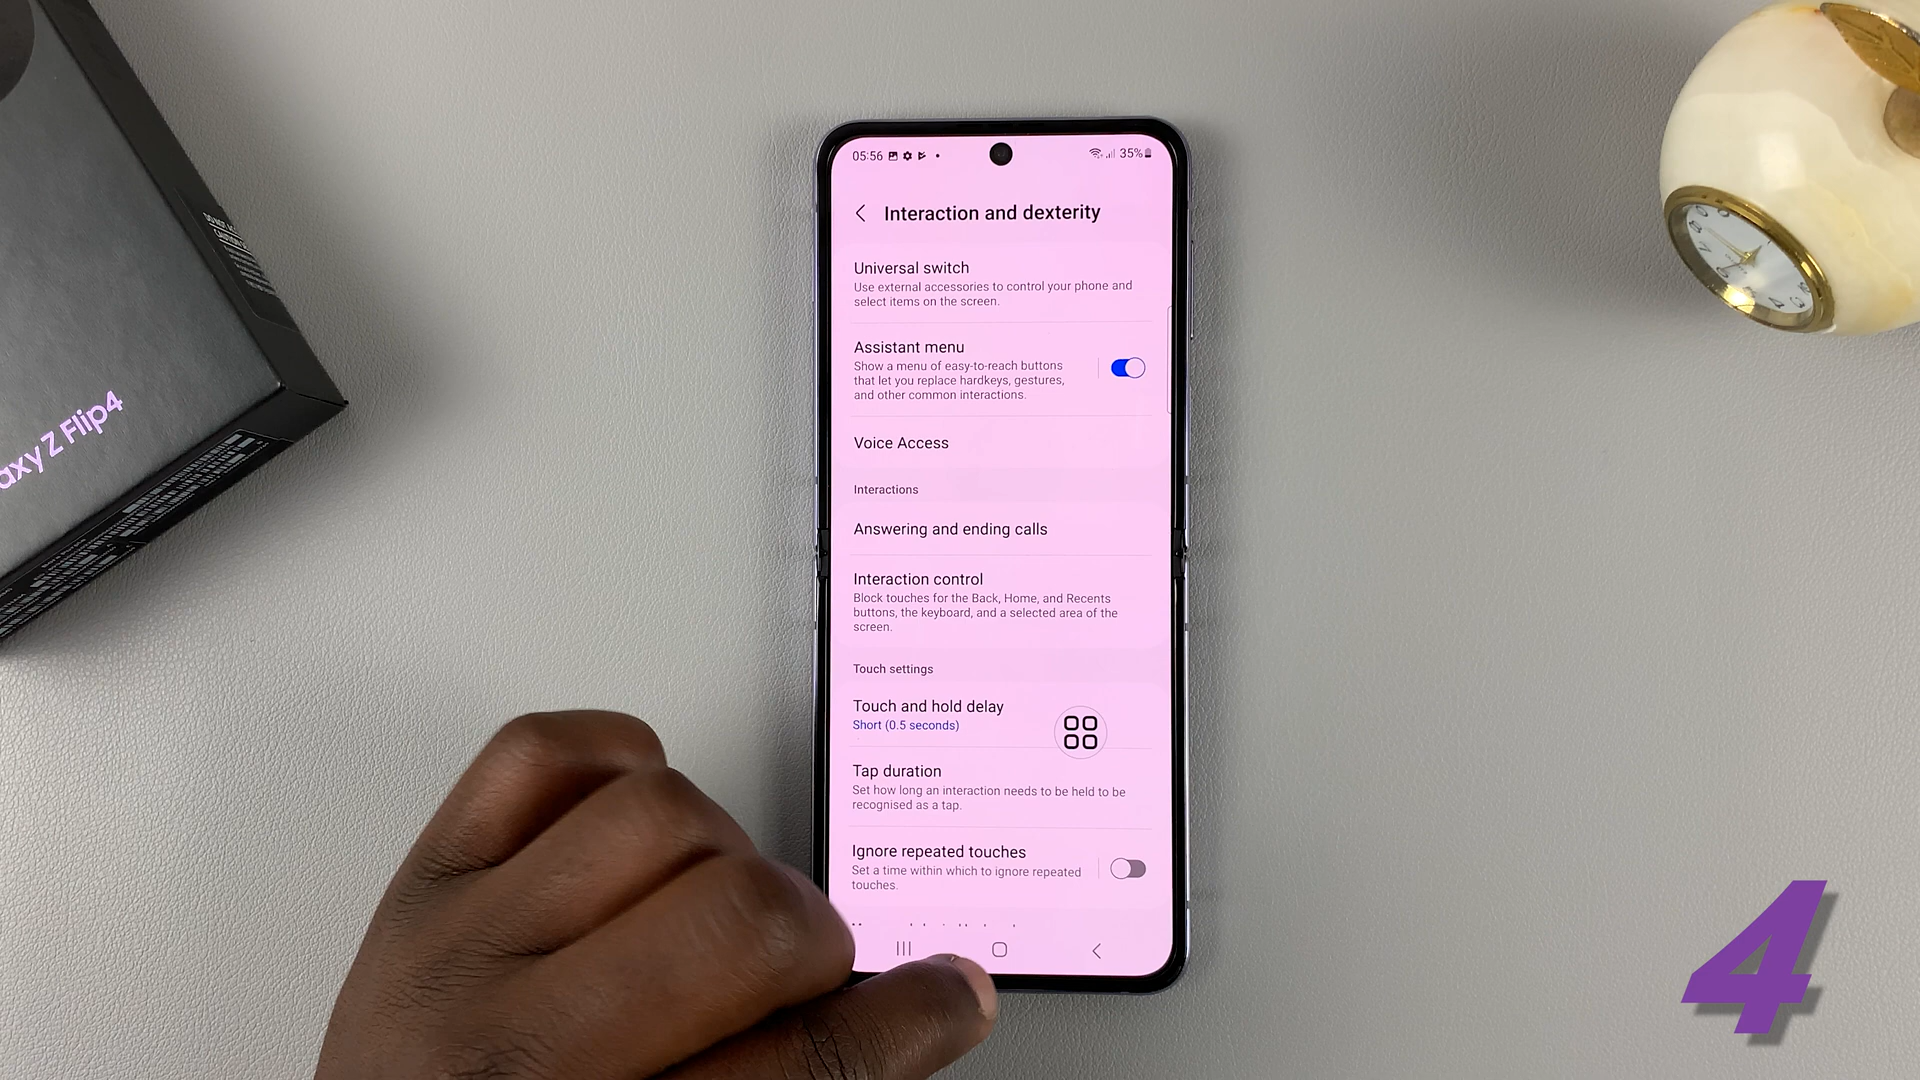 05:56
35%
Interaction and dexterity
Universal switch
Use external accessories to control your phone and
select items on the screen.
Assistant menu
Show a menu of easy-to-reach buttons
that let you replace hardkeys, gestures,
and other common interactions.
Voice Access
Interactions
Answering and ending calls
Interaction control
Block touches for the Back, Home, and Recents
buttons, the keyboard, and a selected area of the
screen.
Touch settings
Touch and hold delay
Short (0.5 seconds)
Tap duration
Set how long an interaction needs to be held to be
recognised as a tap.
Ignore repeated touches
Set a time within which to ignore repeated
touches.
axy Z Flip4
4